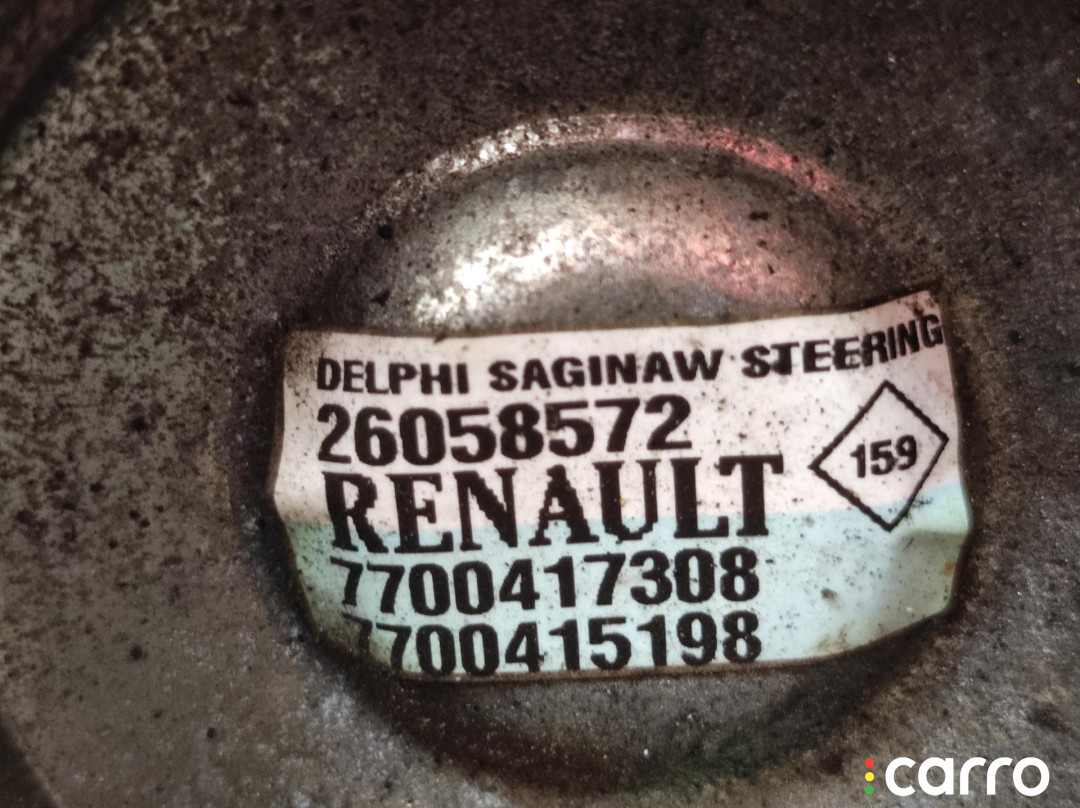 DELPHI SAGINAW STEERING
26058572
159
RENAULT
7700417308
7700415198
carro